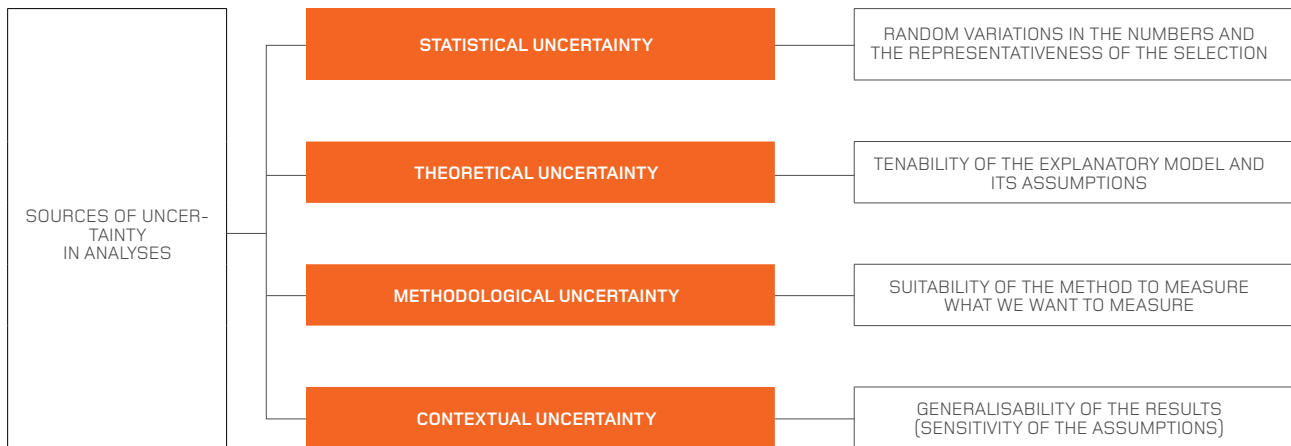 SOURCES OF UNCER-
TAINTY
IN ANALYSES
STATISTICAL UNCERTAINTY
RANDOM VARIATIONS IN THE NUMBERS AND
THE REPRESENTATIVENESS OF THE SELECTION
THEORETICAL UNCERTAINTY
TENABILITY OF THE EXPLANATORY MODEL AND
ITS ASSUMPTIONS
METHODOLOGICAL UNCERTAINTY
SUITABILITY OF THE METHOD TO MEASURE
WHAT WE WANT TO MEASURE
CONTEXTUAL UNCERTAINTY
GENERALISABILITY OF THE RESULTS
(SENSITIVITY OF THE ASSUMPTIONS)